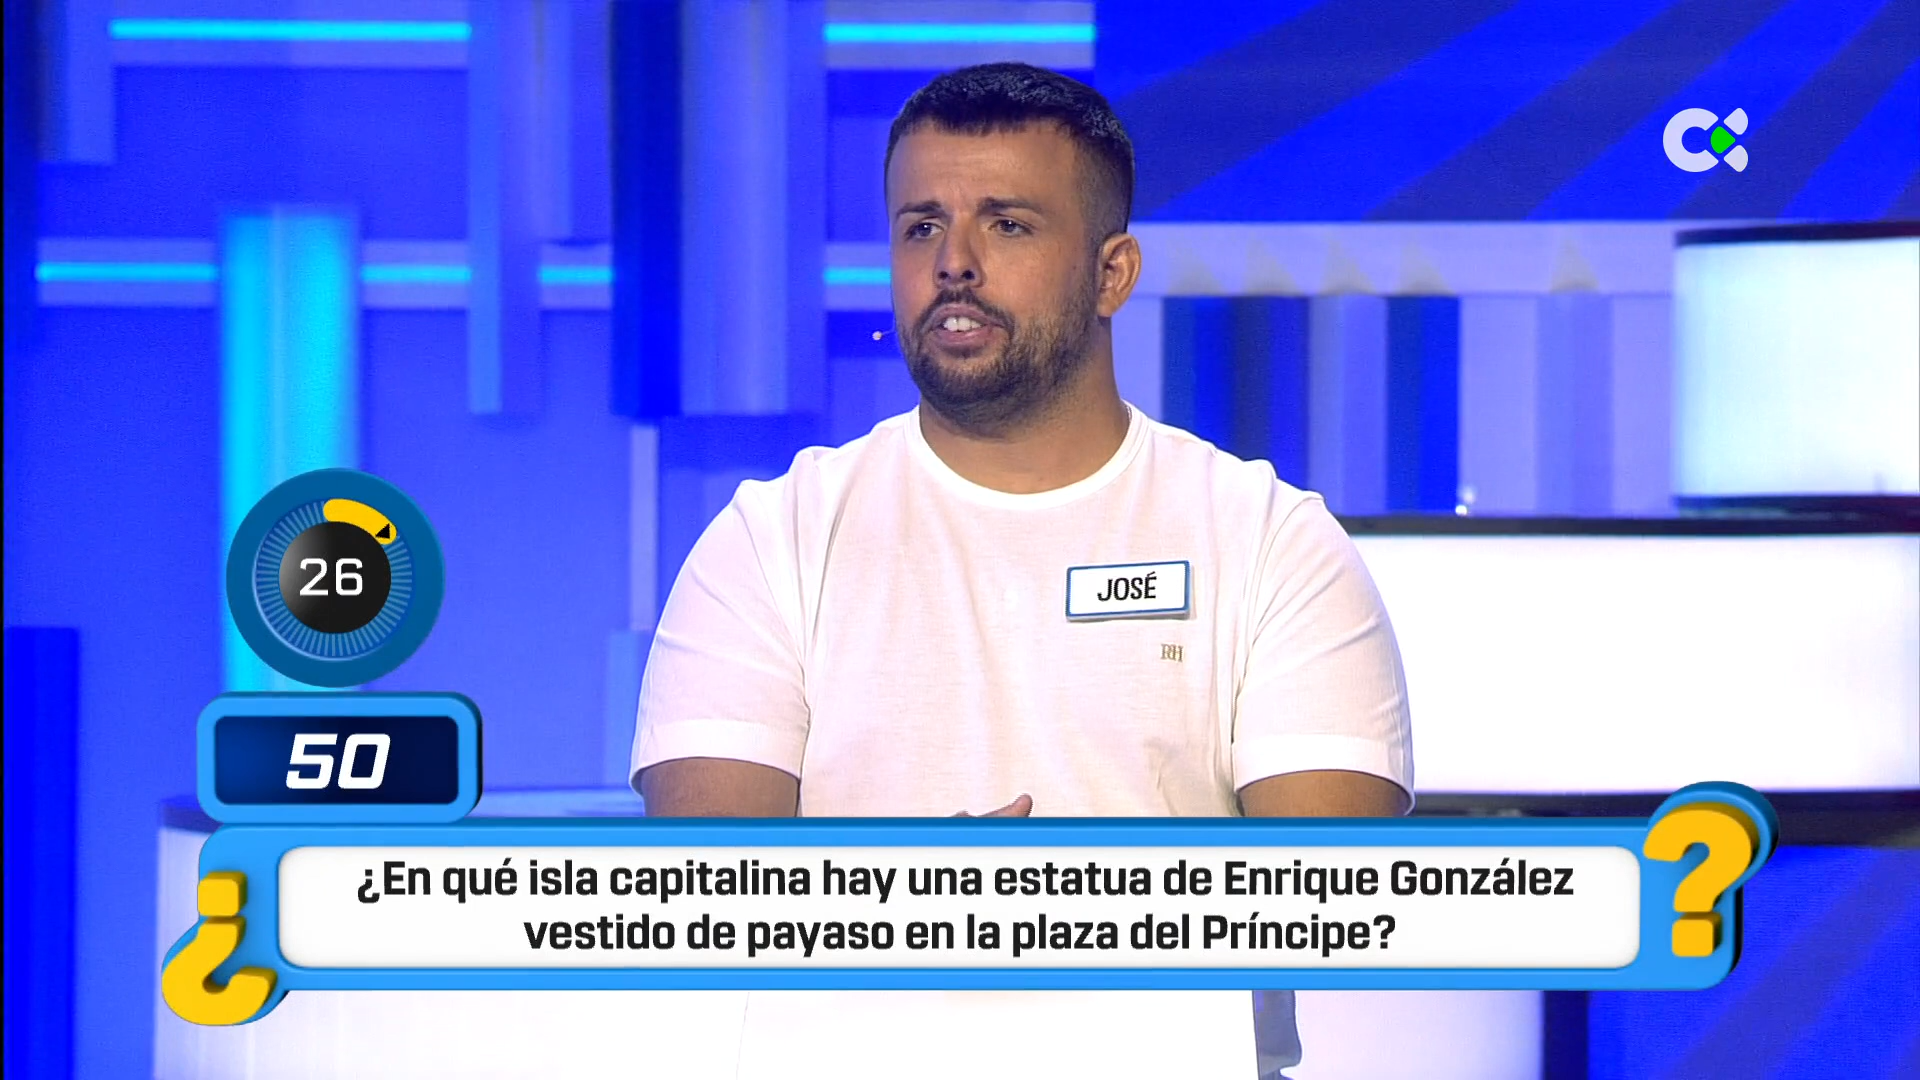 26
JOSÉ
RH
50
¿En qué isla capitalina hay una estatua de Enrique González
vestido de payaso en la plaza del Príncipe?